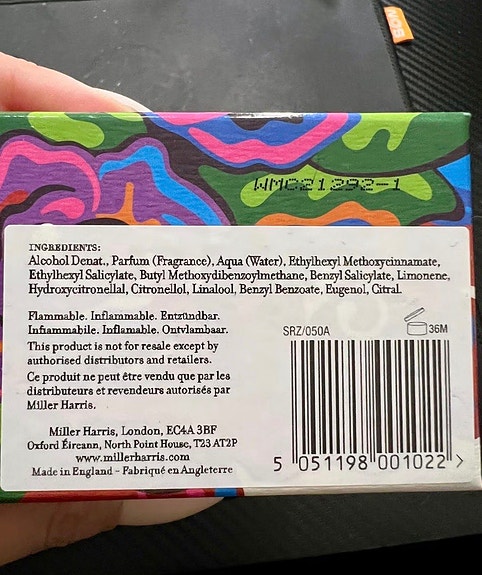 NOB
WMC21292-1
INGREDIENTS:
Alcohol Denat., Parfum (Fragrance), Aqua (Water), Ethylhexyl Methoxycinnamate,
Ethylhexyl Salicylate, Butyl Methoxydibenzoylmethane, Benzyl Salicylate, Limonene,
Hydroxycitronellal, Citronellol, Linalool, Benzyl Benzoate, Eugenol, Citral.
Flammable. Inflammable. Entzündbar.
Infiammabile. Inflamable. Ontvlambaar.
This product is not for resale except by
authorised distributors and retailers.
Ce produit ne peut être vendu que par les
distributeurs et revendeurs autorisés par
Miller Harris.
Miller Harris, London, EC4A 3BF
Oxford Éireann, North Point House, T23 AT2P
www.millerharris.com
Made in England - Fabriqué en Angleterre
SRZ/050A
36M
5 051198 001022 >